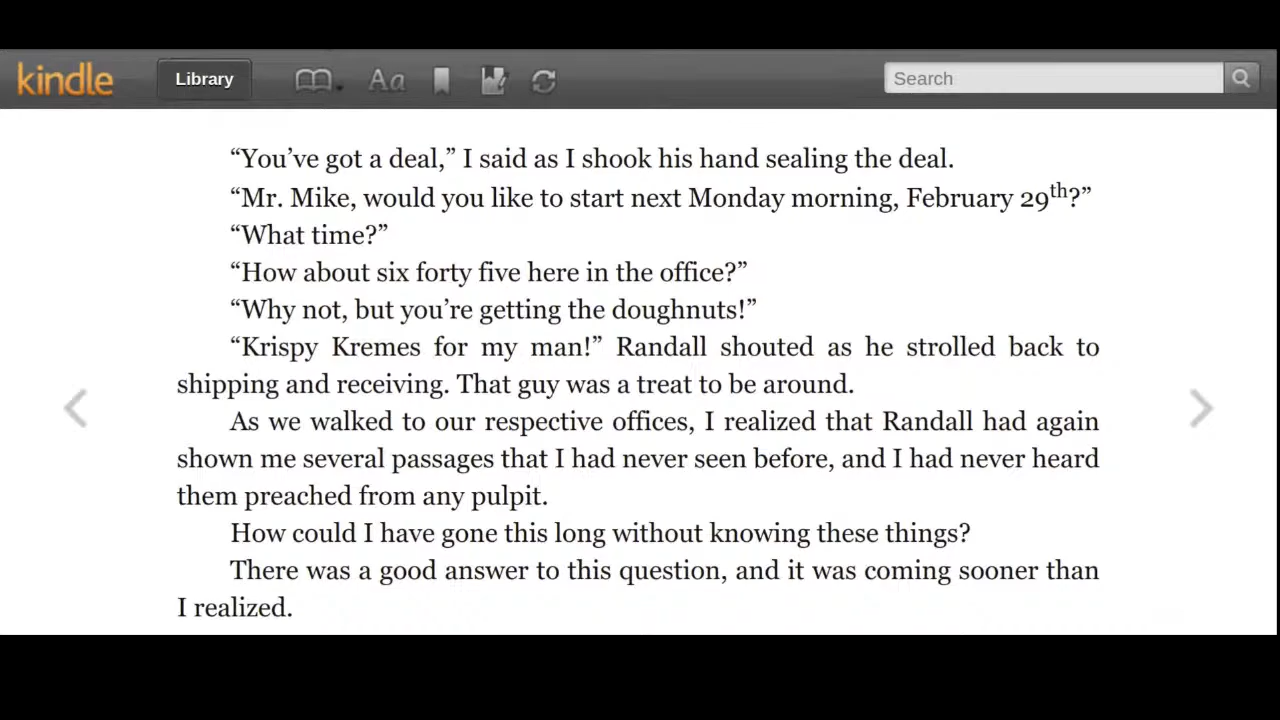 kindle Library Aa Search
“You’ve got a deal,” I said as I shook his hand sealing the deal.
“Mr. Mike, would you like to start next Monday morning, February 29th?”
“What time?”
“How about six forty five here in the office?”
“Why not, but you’re getting the doughnuts!”
“Krispy Kremes for my man!” Randall shouted as he strolled back to
shipping and receiving. That guy was a treat to be around.
As we walked to our respective offices, I realized that Randall had again
shown me several passages that I had never seen before, and I had never heard
them preached from any pulpit.
How could I have gone this long without knowing these things?
There was a good answer to this question, and it was coming sooner than
I realized.